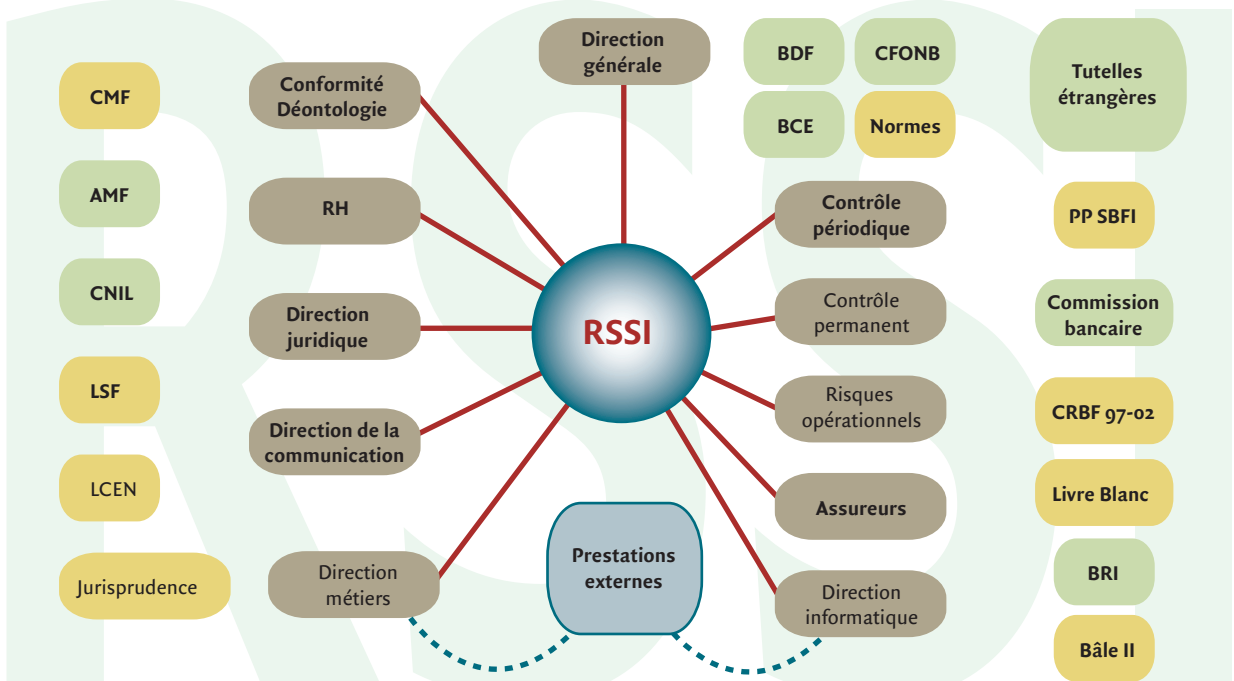 Direction
générale
BDF
CFONB
Tutelles
étrangères
CMF
Conformité
Déontologie
BCE
Normes
AMF
RH
Contrôle
périodique
PP SBFI
CNIL
Direction
juridique
RSSI
Contrôle
permanent
Commission
bancaire
LSF
Direction de la
communication
Risques
opérationnels
CRBF 97-02
LCEN
Assureurs
Livre Blanc
Jurisprudence
Direction
métiers
Prestations
externes
Direction
informatique
BRI
Bâle II
RSSI